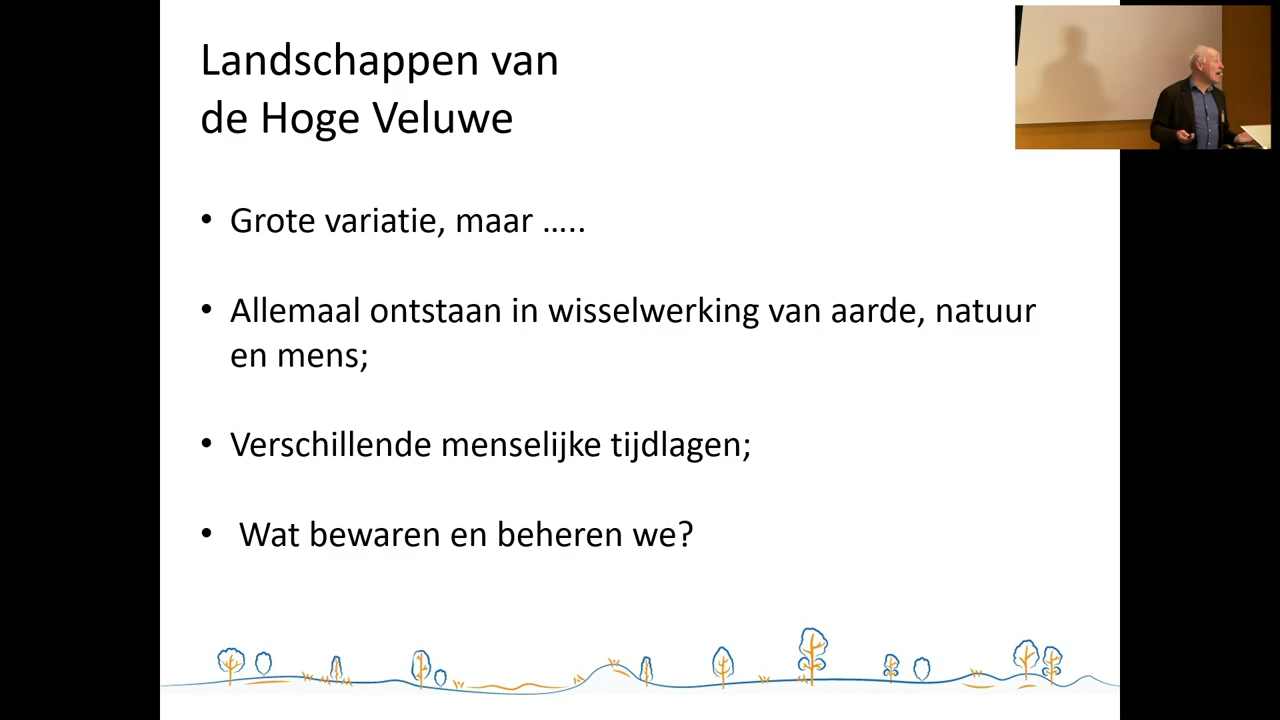 Landschappen van
de Hoge Veluwe
• Grote variatie, maar …..
• Allemaal ontstaan in wisselwerking van aarde, natuur
en mens;
• Verschillende menselijke tijdlagen;
• Wat bewaren en beheren we?